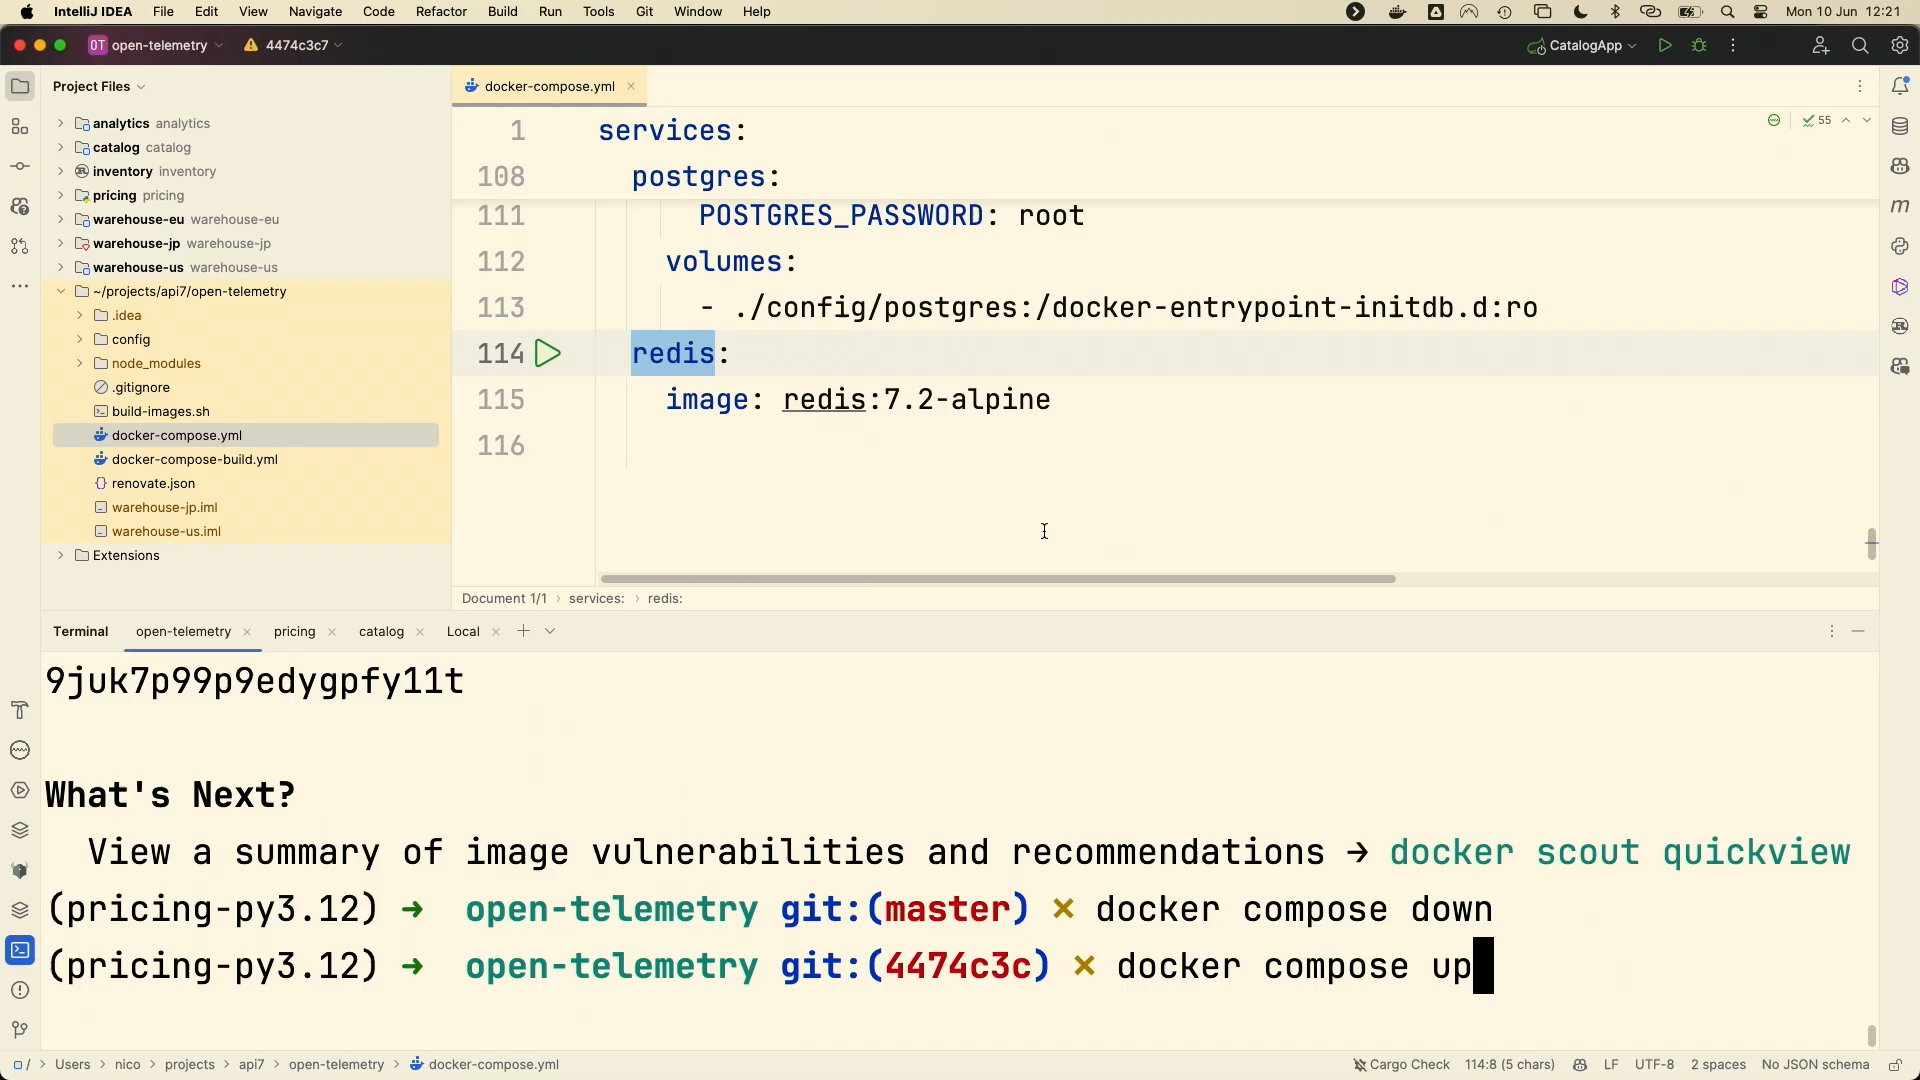 IntelliJ IDEA File Edit View Navigate Code Refactor Build Run Tools Git Window Help Mon 10 Jun 12:21
OT open-telemetry 4474c3c7 CatalogApp
Project Files
analytics analytics
catalog catalog
inventory inventory
pricing pricing
warehouse-eu warehouse-eu
warehouse-jp warehouse-jp
warehouse-us warehouse-us
~/projects/api7/open-telemetry
.idea
config
node_modules
.gitignore
build-images.sh
docker-compose.yml
docker-compose-build.yml
renovate.json
warehouse-jp.iml
warehouse-us.iml
Extensions
docker-compose.yml
55
1 services:
108 postgres:
111 POSTGRES_PASSWORD: root
112 volumes:
113 - ./config/postgres:/docker-entrypoint-initdb.d:ro
114 redis:
115 image: redis:7.2-alpine
116
Document 1/1 › services: › redis:
Terminal open-telemetry pricing catalog Local
9juk7p99p9edygpfy11t
What's Next?
View a summary of image vulnerabilities and recommendations → docker scout quickview
(pricing-py3.12) ➜ open-telemetry git:(master) ✗ docker compose down
(pricing-py3.12) ➜ open-telemetry git:(4474c3c) ✗ docker compose up
/ › Users › nico › projects › api7 › open-telemetry › docker-compose.yml Cargo Check 114:8 (5 chars) LF UTF-8 2 spaces No JSON schema